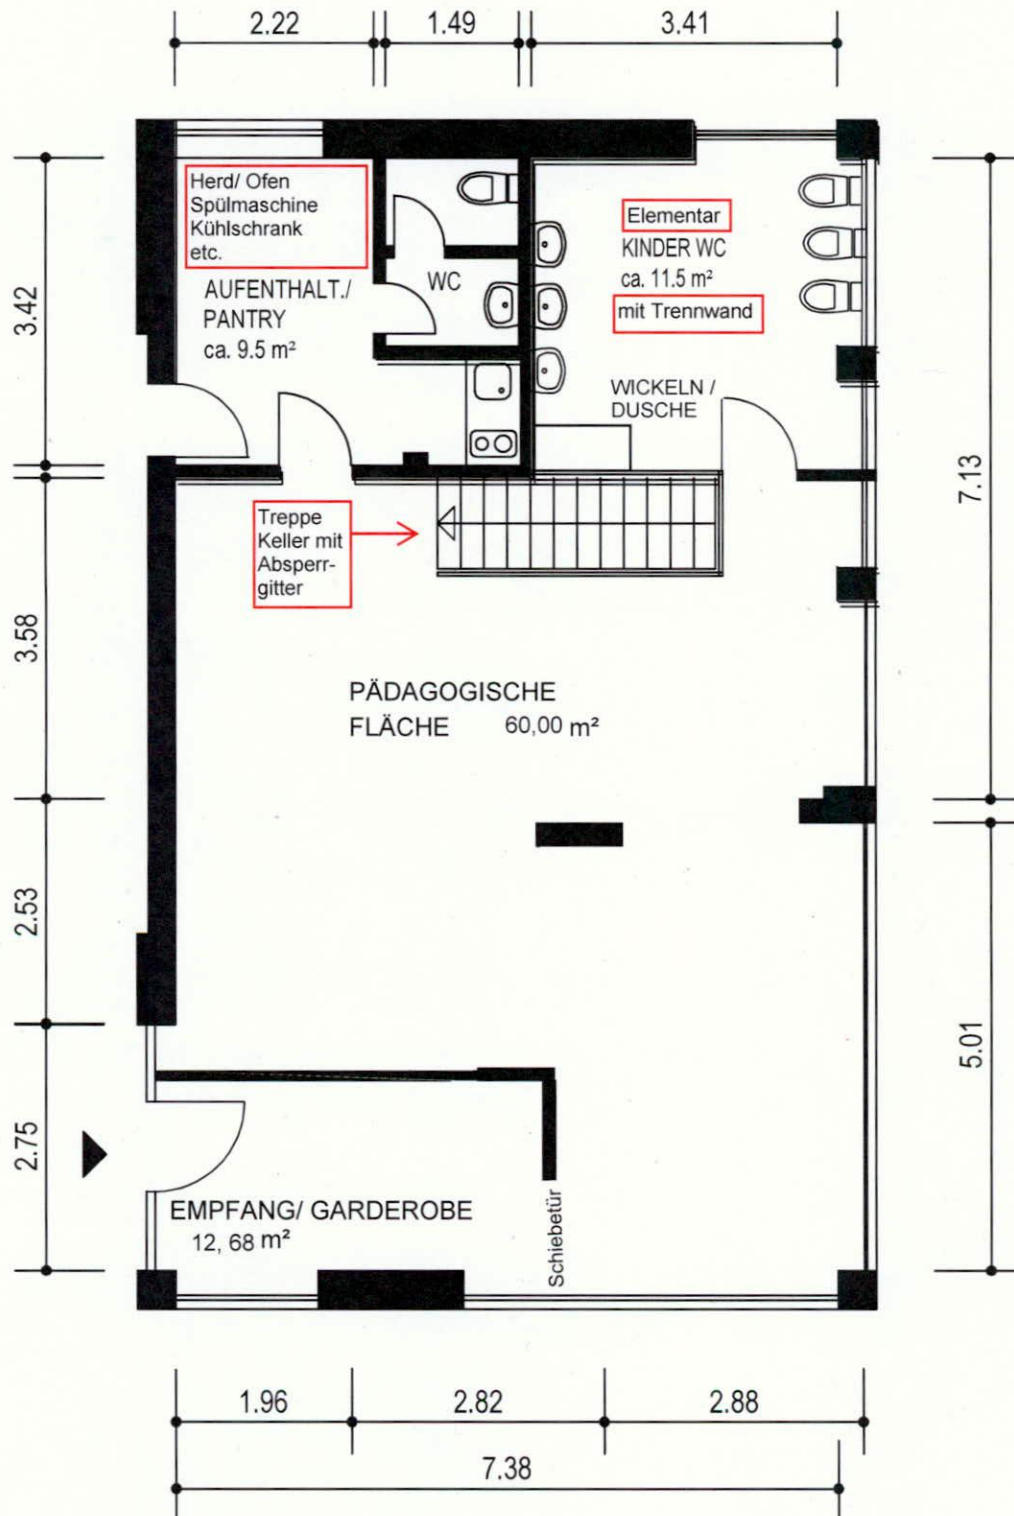 2.22
1.49
3.41
Herd/ Ofen
Spülmaschine
Kühlschrank
etc.
AUFENTHALT./
PANTRY
ca. 9.5 m²
WC
Elementar
KINDER WC
ca. 11.5 m²
mit Trennwand
WICKELN /
DUSCHE
3.42
7.13
Treppe
Keller mit
Absperr-
gitter
3.58
PÄDAGOGISCHE
FLÄCHE 60,00 m²
2.53
5.01
2.75
EMPFANG/ GARDEROBE
12, 68 m²
Schiebetür
1.96
2.82
2.88
7.38